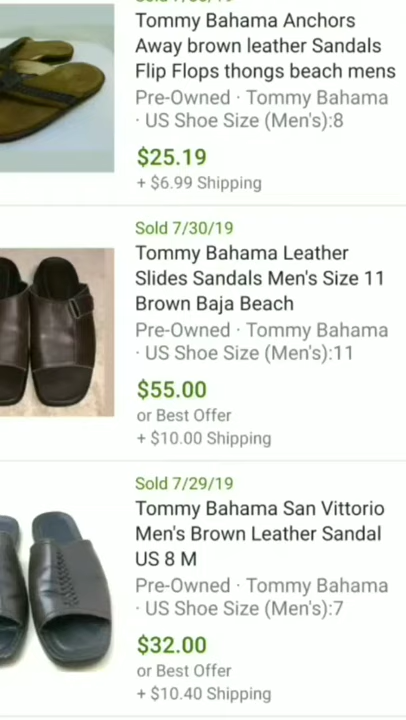 Tommy Bahama Anchors
Away brown leather Sandals
Flip Flops thongs beach mens
Pre-Owned · Tommy Bahama
· US Shoe Size (Men's):8
$25.19
+ $6.99 Shipping
Sold 7/30/19
Tommy Bahama Leather
Slides Sandals Men's Size 11
Brown Baja Beach
Pre-Owned · Tommy Bahama
· US Shoe Size (Men's):11
$55.00
or Best Offer
+ $10.00 Shipping
Sold 7/29/19
Tommy Bahama San Vittorio
Men's Brown Leather Sandal
US 8 M
Pre-Owned · Tommy Bahama
· US Shoe Size (Men's):7
$32.00
or Best Offer
+ $10.40 Shipping